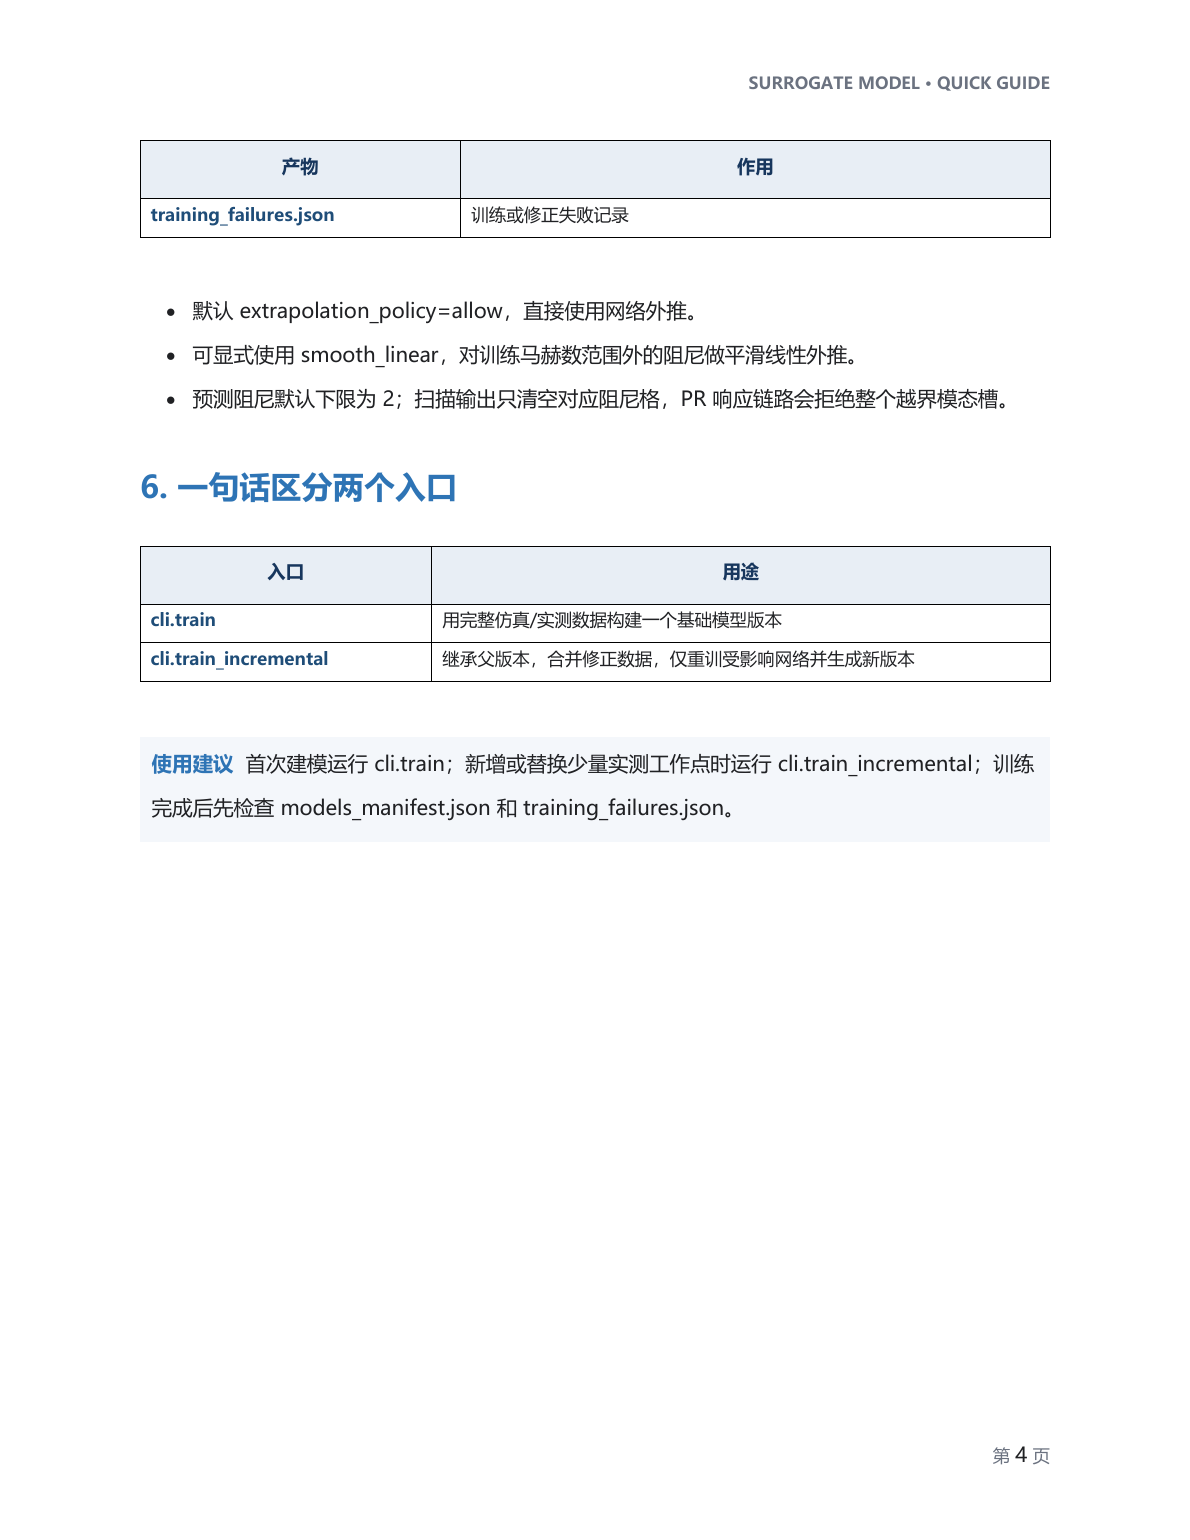 SURROGATE MODEL • QUICK GUIDE
产物 作用
training_failures.json 训练或修正失败记录
• 默认 extrapolation_policy=allow，直接使用网络外推。
• 可显式使用 smooth_linear，对训练马赫数范围外的阻尼做平滑线性外推。
• 预测阻尼默认下限为 2；扫描输出只清空对应阻尼格，PR 响应链路会拒绝整个越界模态槽。
6. 一句话区分两个入口
入口 用途
cli.train 用完整仿真/实测数据构建一个基础模型版本
cli.train_incremental 继承父版本，合并修正数据，仅重训受影响网络并生成新版本
使用建议 首次建模运行 cli.train；新增或替换少量实测工作点时运行 cli.train_incremental；训练
完成后先检查 models_manifest.json 和 training_failures.json。
第 4 页